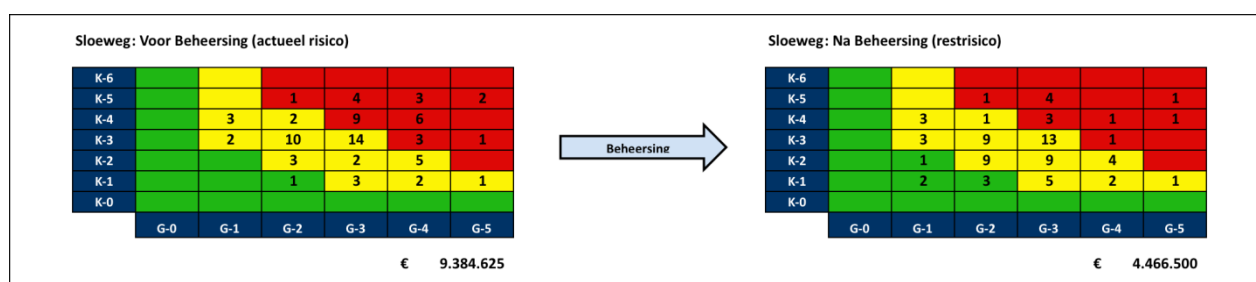 Sloeweg: Voor Beheersing (actueel risico)
K-6
K-5 1 4 3 2
K-4 3 2 9 6
K-3 2 10 14 3 1
K-2 3 2 5
K-1 1 3 2 1
K-0
G-0 G-1 G-2 G-3 G-4 G-5
€ 9.384.625
Beheersing
Sloeweg: Na Beheersing (restrisico)
K-6
K-5 1 4 1
K-4 3 1 3 1 1
K-3 3 9 13 1
K-2 1 9 9 4
K-1 2 3 5 2 1
K-0
G-0 G-1 G-2 G-3 G-4 G-5
€ 4.466.500